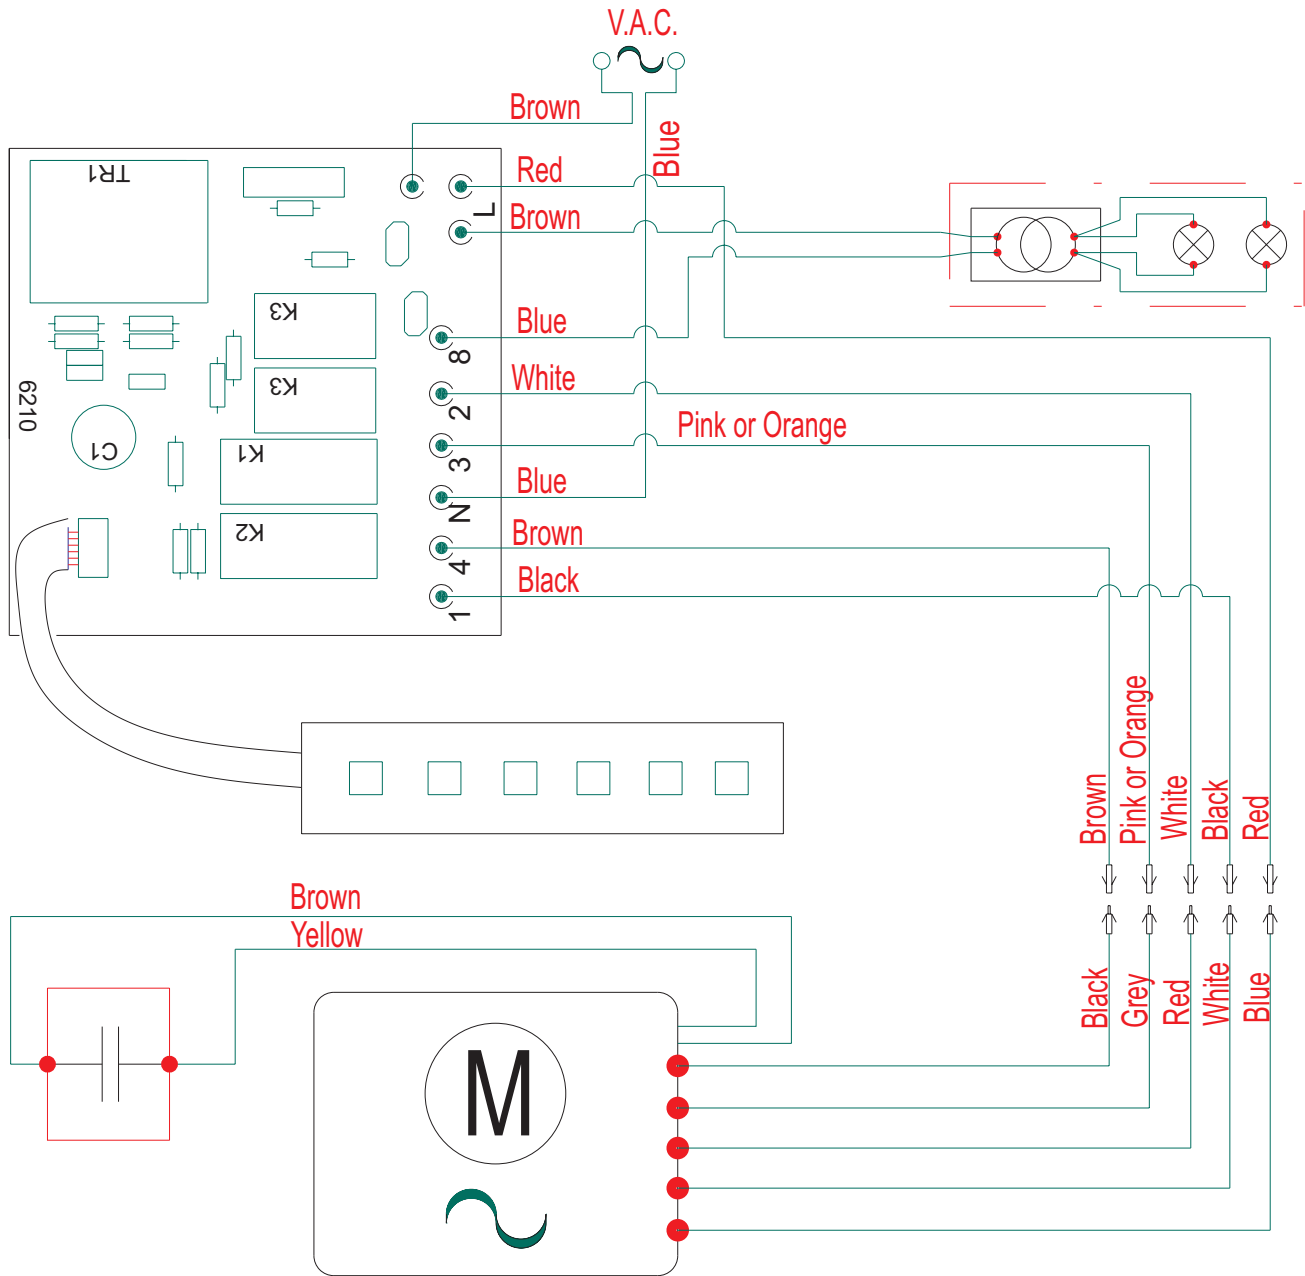 V.A.C.
Brown
Blue
TR1
Red
L
Brown
K3
Blue
8
K3
White
2
6210
C1
K1
Pink or Orange
3
Blue
N
K2
Brown
4
Black
1
Brown
Pink or Orange
White
Black
Red
Brown
Yellow
Black
Grey
Red
White
Blue
M